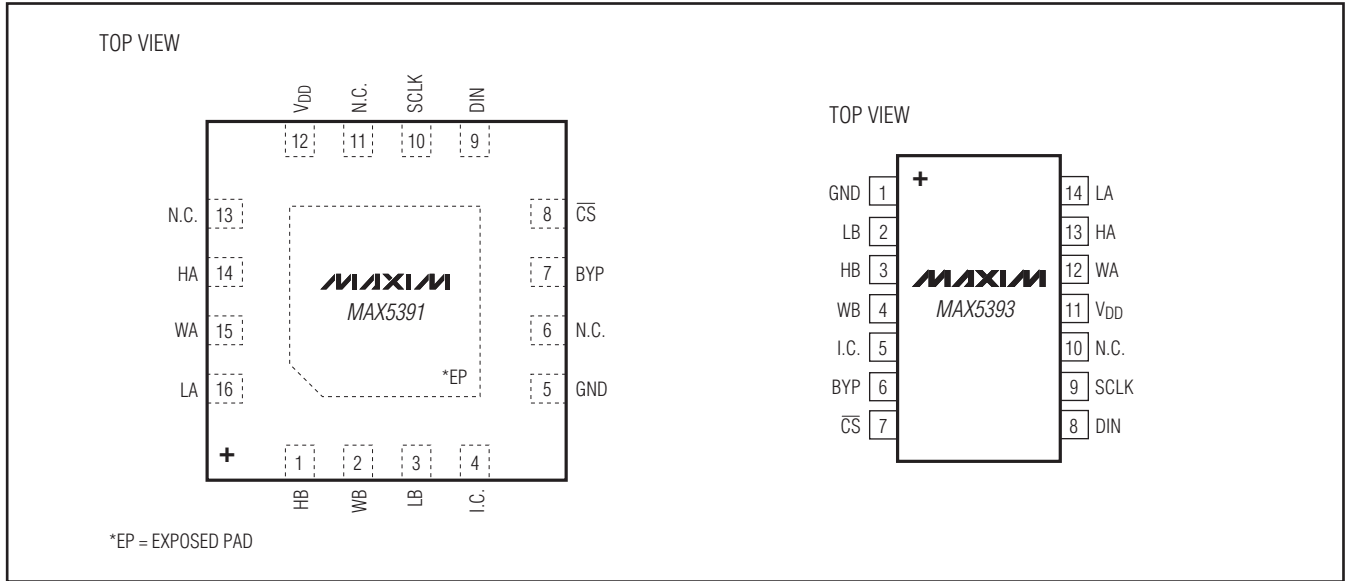 TOP VIEW
VDD N.C. SCLK DIN
12 11 10 9
N.C. 13
HA 14
WA 15
LA 16
8 C̅S̅
7 BYP
6 N.C.
5 GND
MAXIM
MAX5391
*EP
+
1 2 3 4
HB WB LB I.C.
*EP = EXPOSED PAD
TOP VIEW
+
GND 1
LB 2
HB 3
WB 4
I.C. 5
BYP 6
C̅S̅ 7
MAXIM
MAX5393
14 LA
13 HA
12 WA
11 VDD
10 N.C.
9 SCLK
8 DIN